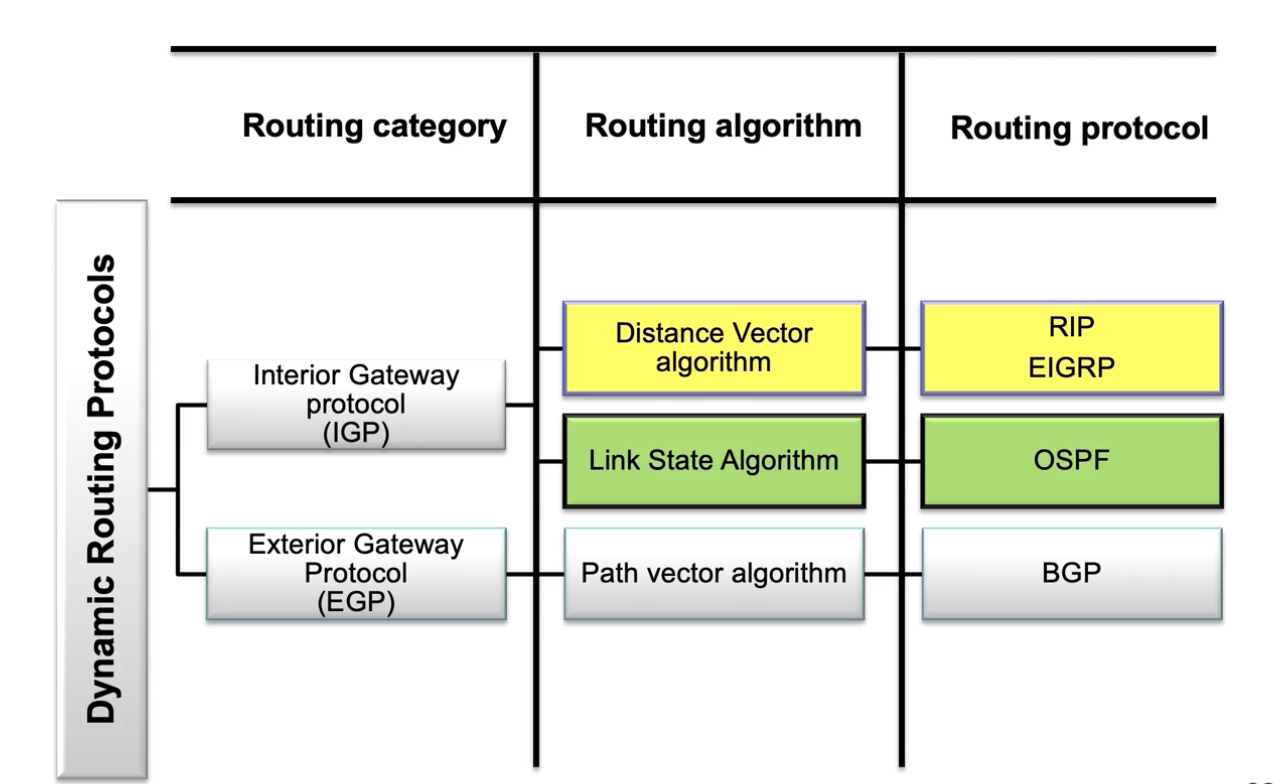 Routing category
Routing algorithm
Routing protocol
Dynamic Routing Protocols
Interior Gateway
protocol
(IGP)
Distance Vector
algorithm
RIP
EIGRP
Link State Algorithm
OSPF
Exterior Gateway
Protocol
(EGP)
Path vector algorithm
BGP